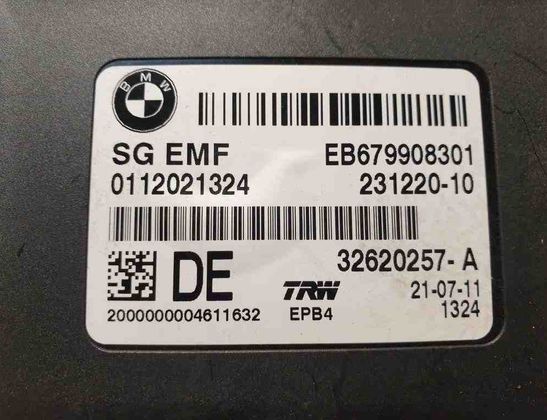 BMW
SG EMF EB679908301
0112021324 231220-10
DE 32620257- A
TRW 21-07-11
2000000004611632 EPB4 1324